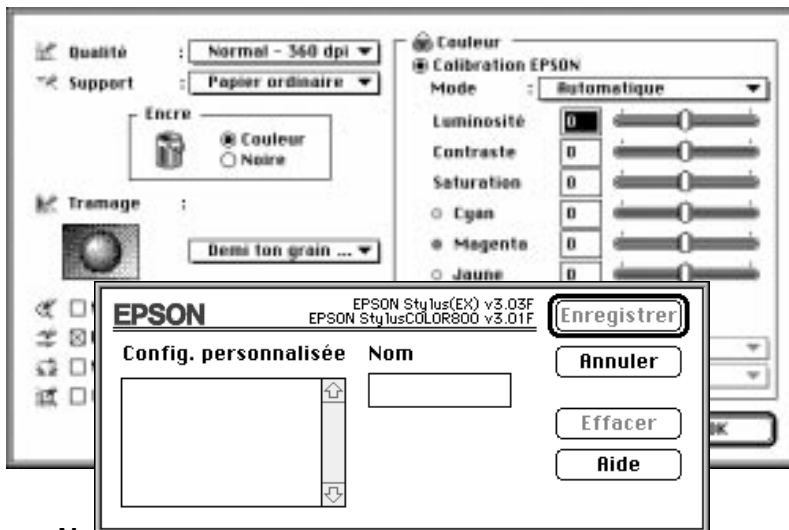 Qualité : Normal - 360 dpi
Support : Papier ordinaire
Encre
Couleur
Noire
Tramage :
Demi ton grain ...
Couleur
Calibration EPSON
Mode : Automatique
Luminosité 0
Contraste 0
Saturation 0
Cyan 0
Magenta 0
Jaune 0
OK
EPSON
EPSON Stylus(EX) v3.03F
EPSON StylusCOLOR800 v3.01F
Config. personnalisée
Nom
Enregistrer
Annuler
Effacer
Aide